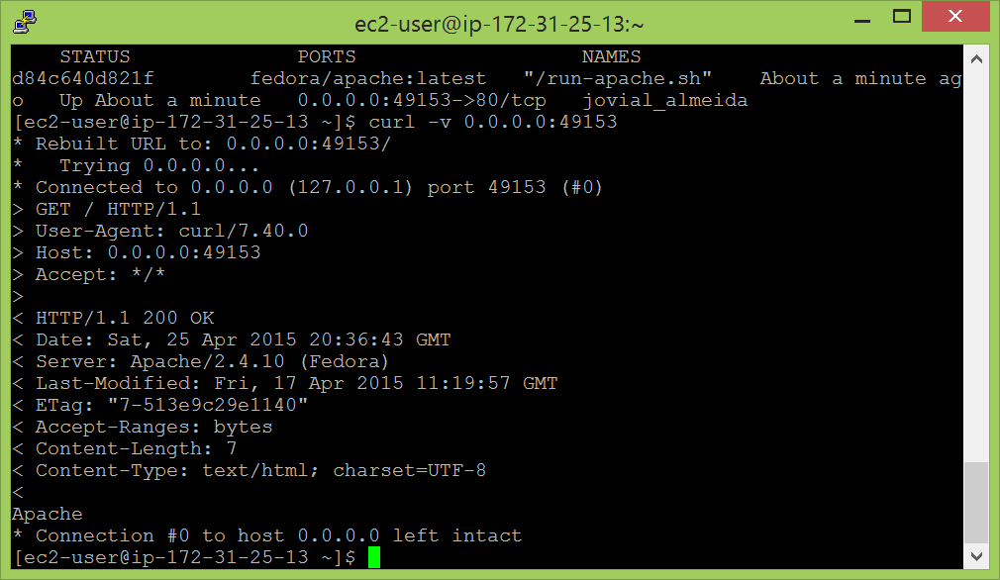 ec2-user@ip-172-31-25-13:~
STATUS PORTS NAMES
d84c640d821f fedora/apache:latest "/run-apache.sh" About a minute ag
o Up About a minute 0.0.0.0:49153->80/tcp jovial_almeida
[ec2-user@ip-172-31-25-13 ~]$ curl -v 0.0.0.0:49153
* Rebuilt URL to: 0.0.0.0:49153/
* Trying 0.0.0.0...
* Connected to 0.0.0.0 (127.0.0.1) port 49153 (#0)
> GET / HTTP/1.1
> User-Agent: curl/7.40.0
> Host: 0.0.0.0:49153
> Accept: */*
>
< HTTP/1.1 200 OK
< Date: Sat, 25 Apr 2015 20:36:43 GMT
< Server: Apache/2.4.10 (Fedora)
< Last-Modified: Fri, 17 Apr 2015 11:19:57 GMT
< ETag: "7-513e9c29e1140"
< Accept-Ranges: bytes
< Content-Length: 7
< Content-Type: text/html; charset=UTF-8
<
Apache
* Connection #0 to host 0.0.0.0 left intact
[ec2-user@ip-172-31-25-13 ~]$